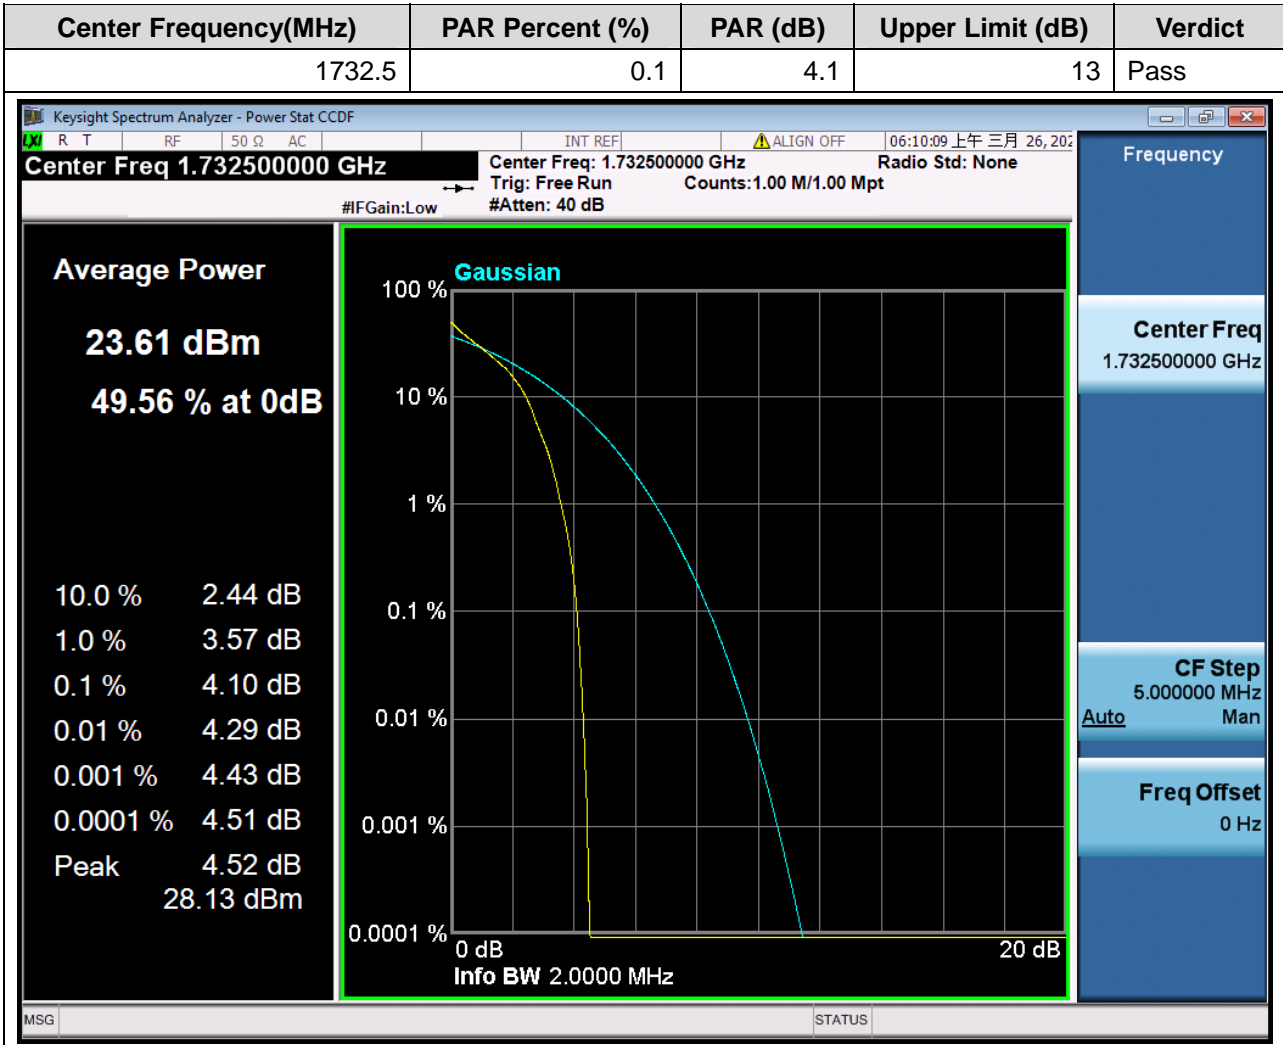 Center Frequency(MHz) PAR Percent (%) PAR (dB) Upper Limit (dB) Verdict
1732.5 0.1 4.1 13 Pass
Keysight Spectrum Analyzer - Power Stat CCDF
LXI R T RF 50 Ω AC INT REF ALIGN OFF 06:10:09 上午 三月 26, 202
Center Freq 1.732500000 GHz
Center Freq: 1.732500000 GHz Radio Std: None
Trig: Free Run Counts:1.00 M/1.00 Mpt
#IFGain:Low #Atten: 40 dB
Average Power
23.61 dBm
49.56 % at 0dB
10.0 % 2.44 dB
1.0 % 3.57 dB
0.1 % 4.10 dB
0.01 % 4.29 dB
0.001 % 4.43 dB
0.0001 % 4.51 dB
Peak 4.52 dB
28.13 dBm
Gaussian
100 %
10 %
1 %
0.1 %
0.01 %
0.001 %
0.0001 %
0 dB 20 dB
Info BW 2.0000 MHz
Frequency
Center Freq
1.732500000 GHz
CF Step
5.000000 MHz
Auto Man
Freq Offset
0 Hz
MSG STATUS